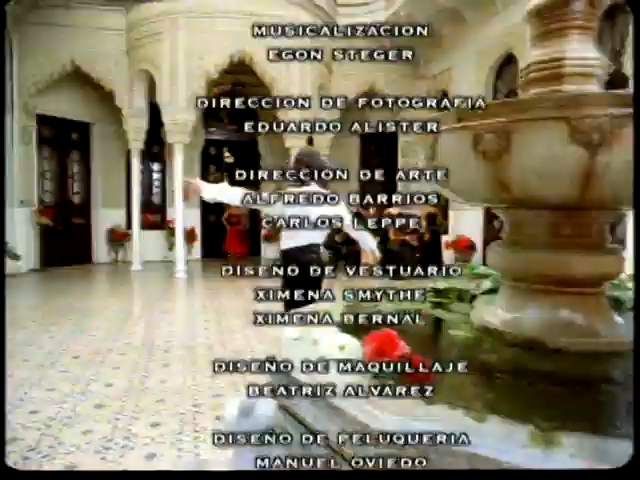 MUSICALIZACION
EGON STEGER
DIRECCION DE FOTOGRAFIA
EDUARDO ALISTER
DIRECCION DE ARTE
ALFREDO BARRIOS
CARLOS LEPPE
DISEÑO DE VESTUARIO
XIMENA SMYTHE
XIMENA BERNAL
DISEÑO DE MAQUILLAJE
BEATRIZ ALVAREZ
DISEÑO DE PELUQUERIA
MANUEL OVIEDO